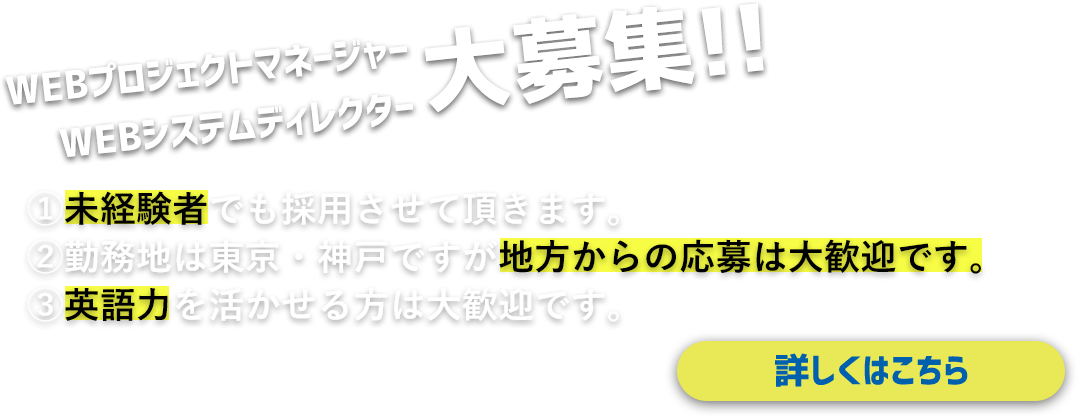 WEBプロジェクトマネージャー
WEBシステムディレクター
大募集!!
①未経験者でも採用させて頂きます。
②勤務地は東京・神戸ですが地方からの応募は大歓迎です。
③英語力を活かせる方は大歓迎です。
詳しくはこちら